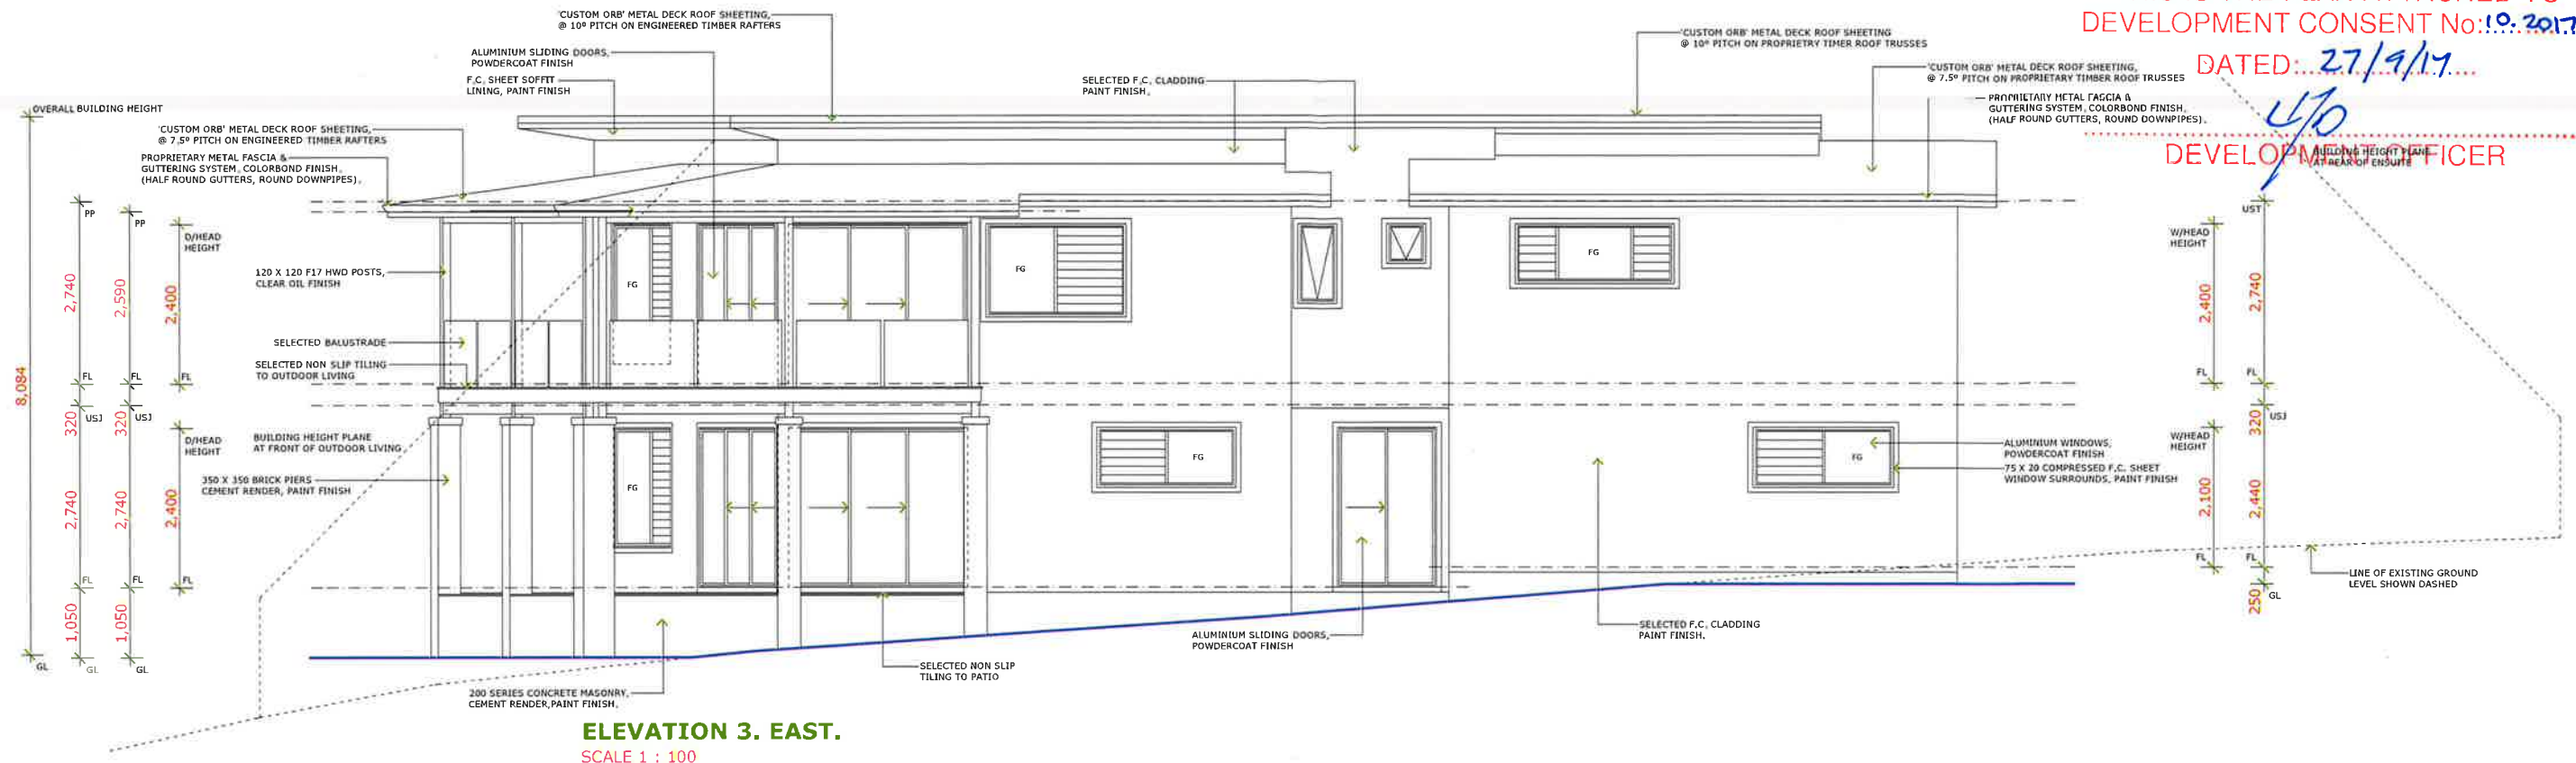 'CUSTOM ORB' METAL DECK ROOF SHEETING,
@ 10º PITCH ON ENGINEERED TIMBER RAFTERS
ALUMINIUM SLIDING DOORS,
POWDERCOAT FINISH
F.C. SHEET SOFFIT
LINING, PAINT FINISH
SELECTED F.C. CLADDING
PAINT FINISH.
'CUSTOM ORB' METAL DECK ROOF SHEETING
@ 10º PITCH ON PROPRIETRY TIMER ROOF TRUSSES
'CUSTOM ORB' METAL DECK ROOF SHEETING,
@ 7.5º PITCH ON PROPRIETARY TIMBER ROOF TRUSSES
PROPRIETARY METAL FASCIA &
GUTTERING SYSTEM, COLORBOND FINISH.
(HALF ROUND GUTTERS, ROUND DOWNPIPES).
DEVELOPMENT CONSENT No: 10.2017
DATED: 27/9/17
DEVELOPMENT OFFICER
BUILDING HEIGHT PLANE
AT REAR OF ENSUITE
OVERALL BUILDING HEIGHT
'CUSTOM ORB' METAL DECK ROOF SHEETING,
@ 7.5º PITCH ON ENGINEERED TIMBER RAFTERS
PROPRIETARY METAL FASCIA &
GUTTERING SYSTEM, COLORBOND FINISH.
(HALF ROUND GUTTERS, ROUND DOWNPIPES).
PP
PP
D/HEAD
HEIGHT
120 X 120 F17 HWD POSTS,
CLEAR OIL FINISH
2,740
2,590
2,400
SELECTED BALUSTRADE
SELECTED NON SLIP TILING
TO OUTDOOR LIVING
FL
FL
FL
8,084
320
USJ
320
USJ
D/HEAD
HEIGHT
BUILDING HEIGHT PLANE
AT FRONT OF OUTDOOR LIVING
350 X 350 BRICK PIERS
CEMENT RENDER, PAINT FINISH
2,740
2,740
2,400
FL
FL
FL
1,050
1,050
GL
GL
GL
FG
FG
FG
FG
FG
FG
UST
W/HEAD
HEIGHT
2,400
2,740
FL
FL
320
USJ
W/HEAD
HEIGHT
2,100
2,440
FL
FL
250
GL
ALUMINIUM WINDOWS,
POWDERCOAT FINISH
75 X 20 COMPRESSED F.C. SHEET
WINDOW SURROUNDS, PAINT FINISH
LINE OF EXISTING GROUND
LEVEL SHOWN DASHED
ALUMINIUM SLIDING DOORS,
POWDERCOAT FINISH
SELECTED F.C. CLADDING
PAINT FINISH.
SELECTED NON SLIP
TILING TO PATIO
200 SERIES CONCRETE MASONRY,
CEMENT RENDER,PAINT FINISH.
ELEVATION 3. EAST.
SCALE 1 : 100